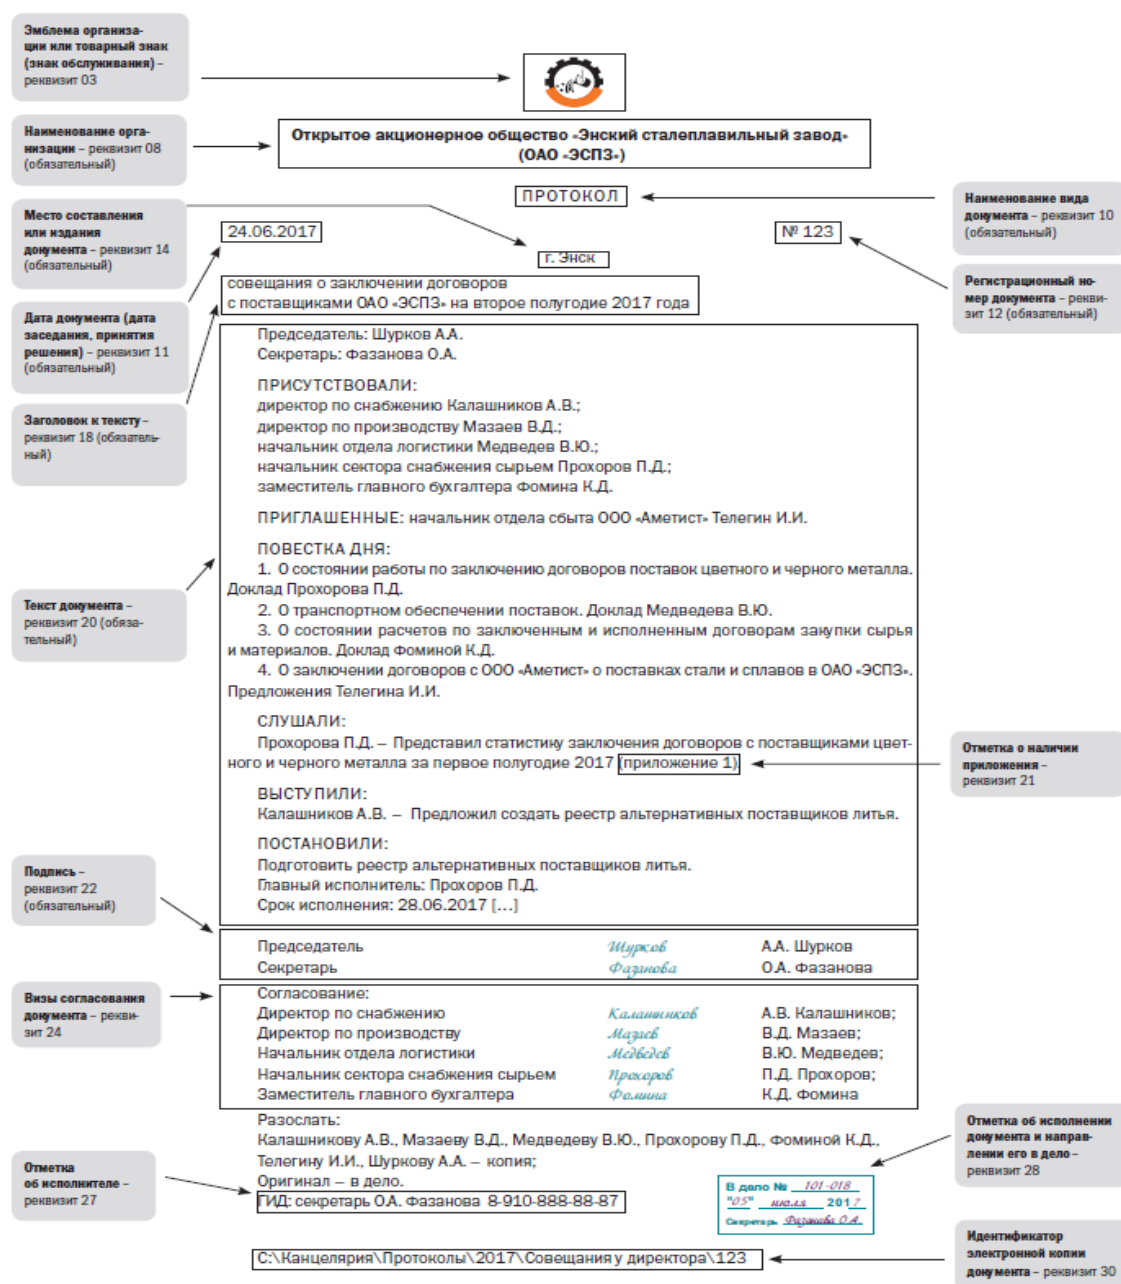 Эмблема организа-
ции или товарный знак
(знак обслуживания) –
реквизит 03
Наименование орга-
низации – реквизит 08
(обязательный)
Открытое акционерное общество «Энский сталеплавильный завод»
(ОАО «ЭСПЗ»)
ПРОТОКОЛ
Наименование вида
документа – реквизит 10
(обязательный)
Место составления
или издания
документа – реквизит 14
(обязательный)
24.06.2017
№ 123
г. Энск
Регистрационный но-
мер документа – рекви-
зит 12 (обязательный)
совещания о заключении договоров
с поставщиками ОАО «ЭСПЗ» на второе полугодие 2017 года
Дата документа (дата
заседания, принятия
решения) – реквизит 11
(обязательный)
Заголовок к тексту –
реквизит 18 (обязатель-
ный)
Председатель: Шурков А.А.
Секретарь: Фазанова О.А.
ПРИСУТСТВОВАЛИ:
директор по снабжению Калашников А.В.;
директор по производству Мазаев В.Д.;
начальник отдела логистики Медведев В.Ю.;
начальник сектора снабжения сырьем Прохоров П.Д.;
заместитель главного бухгалтера Фомина К.Д.
ПРИГЛАШЕННЫЕ: начальник отдела сбыта ООО «Аметист» Телегин И.И.
ПОВЕСТКА ДНЯ:
1. О состоянии работы по заключению договоров поставок цветного и черного металла.
Доклад Прохорова П.Д.
2. О транспортном обеспечении поставок. Доклад Медведева В.Ю.
3. О состоянии расчетов по заключенным и исполненным договорам закупки сырья
и материалов. Доклад Фоминой К.Д.
4. О заключении договоров с ООО «Аметист» о поставках стали и сплавов в ОАО «ЭСПЗ».
Предложения Телегина И.И.
Текст документа –
реквизит 20 (обяза-
тельный)
СЛУШАЛИ:
Прохорова П.Д. – Представил статистику заключения договоров с поставщиками цвет-
ного и черного металла за первое полугодие 2017 (приложение 1).
Отметка о наличии
приложения –
реквизит 21
ВЫСТУПИЛИ:
Калашников А.В. – Предложил создать реестр альтернативных поставщиков литья.
ПОСТАНОВИЛИ:
Подготовить реестр альтернативных поставщиков литья.
Главный исполнитель: Прохоров П.Д.
Срок исполнения: 28.06.2017 [...]
Подпись –
реквизит 22
(обязательный)
Председатель Шурков А.А. Шурков
Секретарь Фазанова О.А. Фазанова
Визы согласования
документа – рекви-
зит 24
Согласование:
Директор по снабжению Калашников А.В. Калашников;
Директор по производству Мазаев В.Д. Мазаев;
Начальник отдела логистики Медведев В.Ю. Медведев;
Начальник сектора снабжения сырьем Прохоров П.Д. Прохоров;
Заместитель главного бухгалтера Фомина К.Д. Фомина
Разослать:
Калашникову А.В., Мазаеву В.Д., Медведеву В.Ю., Прохорову П.Д., Фоминой К.Д.,
Телегину И.И., Шуркову А.А. – копия;
Оригинал – в дело.
Отметка об исполнении
документа и направ-
лении его в дело –
реквизит 28
Отметка
об исполнителе –
реквизит 27
ГИД: секретарь О.А. Фазанова 8-910-888-88-87
В дело № 101-018
"05" июля 2017
Секретарь Фазанова О.А.
C:\Канцелярия\Протоколы\2017\Совещания у директора\123
Идентификатор
электронной копии
документа – реквизит 30